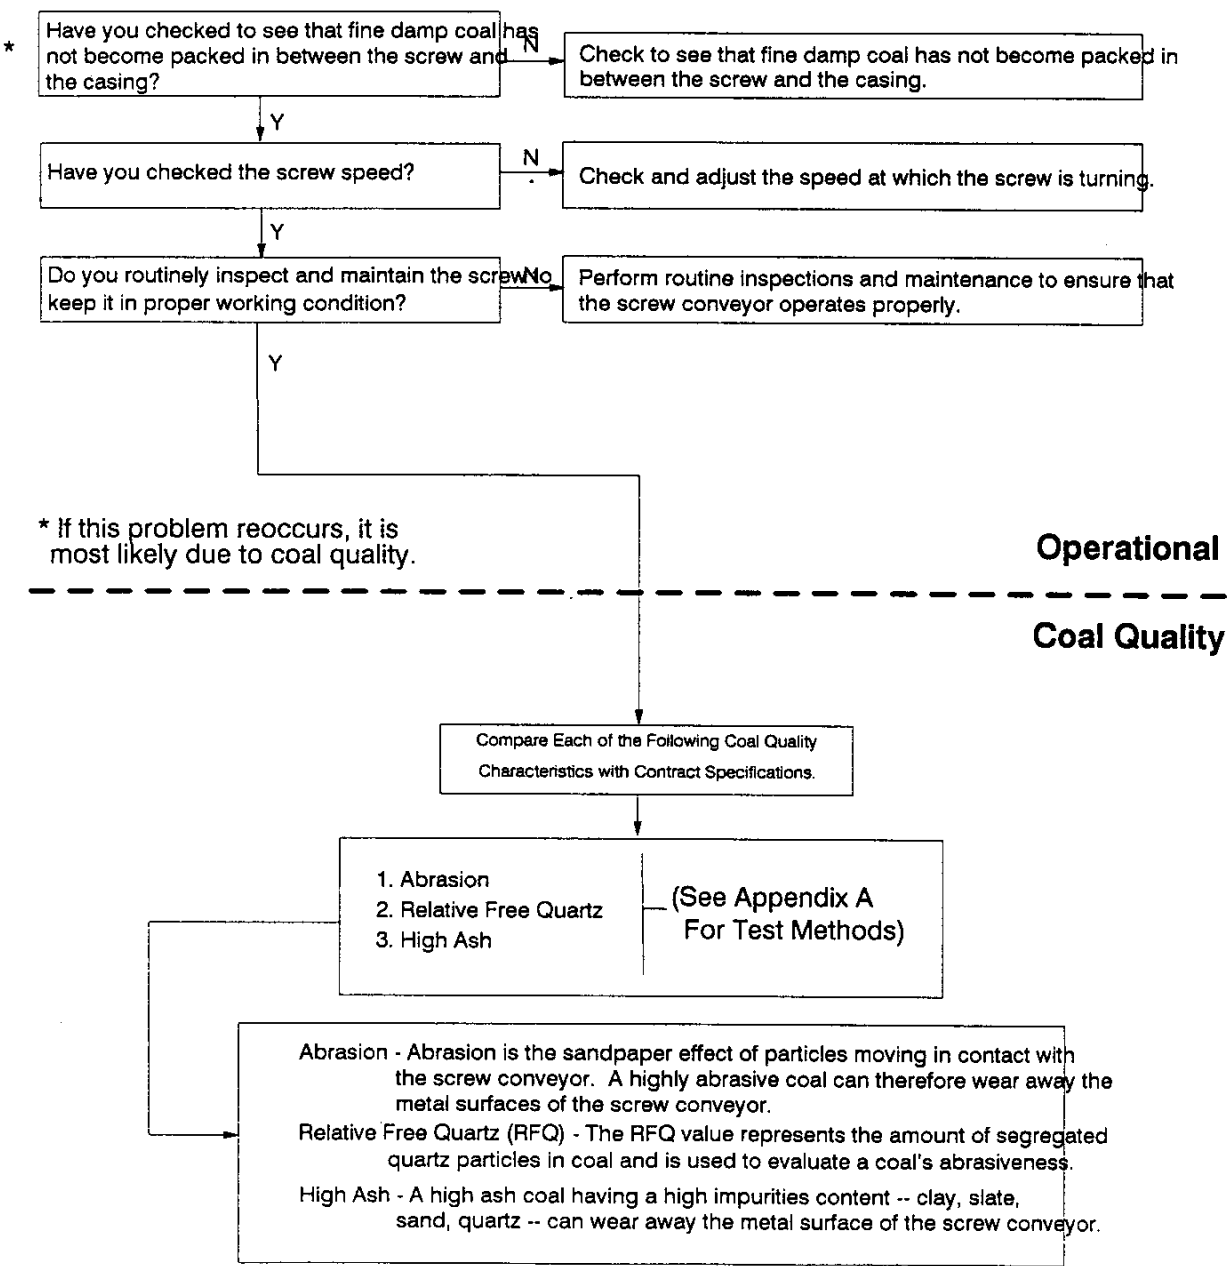 *
Have you checked to see that fine damp coal has
not become packed in between the screw and
the casing?
N
Check to see that fine damp coal has not become packed in
between the screw and the casing.
Y
Have you checked the screw speed?
N
Check and adjust the speed at which the screw is turning.
Y
Do you routinely inspect and maintain the screw
keep it in proper working condition?
No
Perform routine inspections and maintenance to ensure that
the screw conveyor operates properly.
Y
* If this problem reoccurs, it is
most likely due to coal quality.
Operational
Coal Quality
Compare Each of the Following Coal Quality
Characteristics with Contract Specifications.
1. Abrasion
2. Relative Free Quartz
3. High Ash
(See Appendix A
For Test Methods)
Abrasion - Abrasion is the sandpaper effect of particles moving in contact with
the screw conveyor. A highly abrasive coal can therefore wear away the
metal surfaces of the screw conveyor.
Relative Free Quartz (RFQ) - The RFQ value represents the amount of segregated
quartz particles in coal and is used to evaluate a coal's abrasiveness.
High Ash - A high ash coal having a high impurities content -- clay, slate,
sand, quartz -- can wear away the metal surface of the screw conveyor.